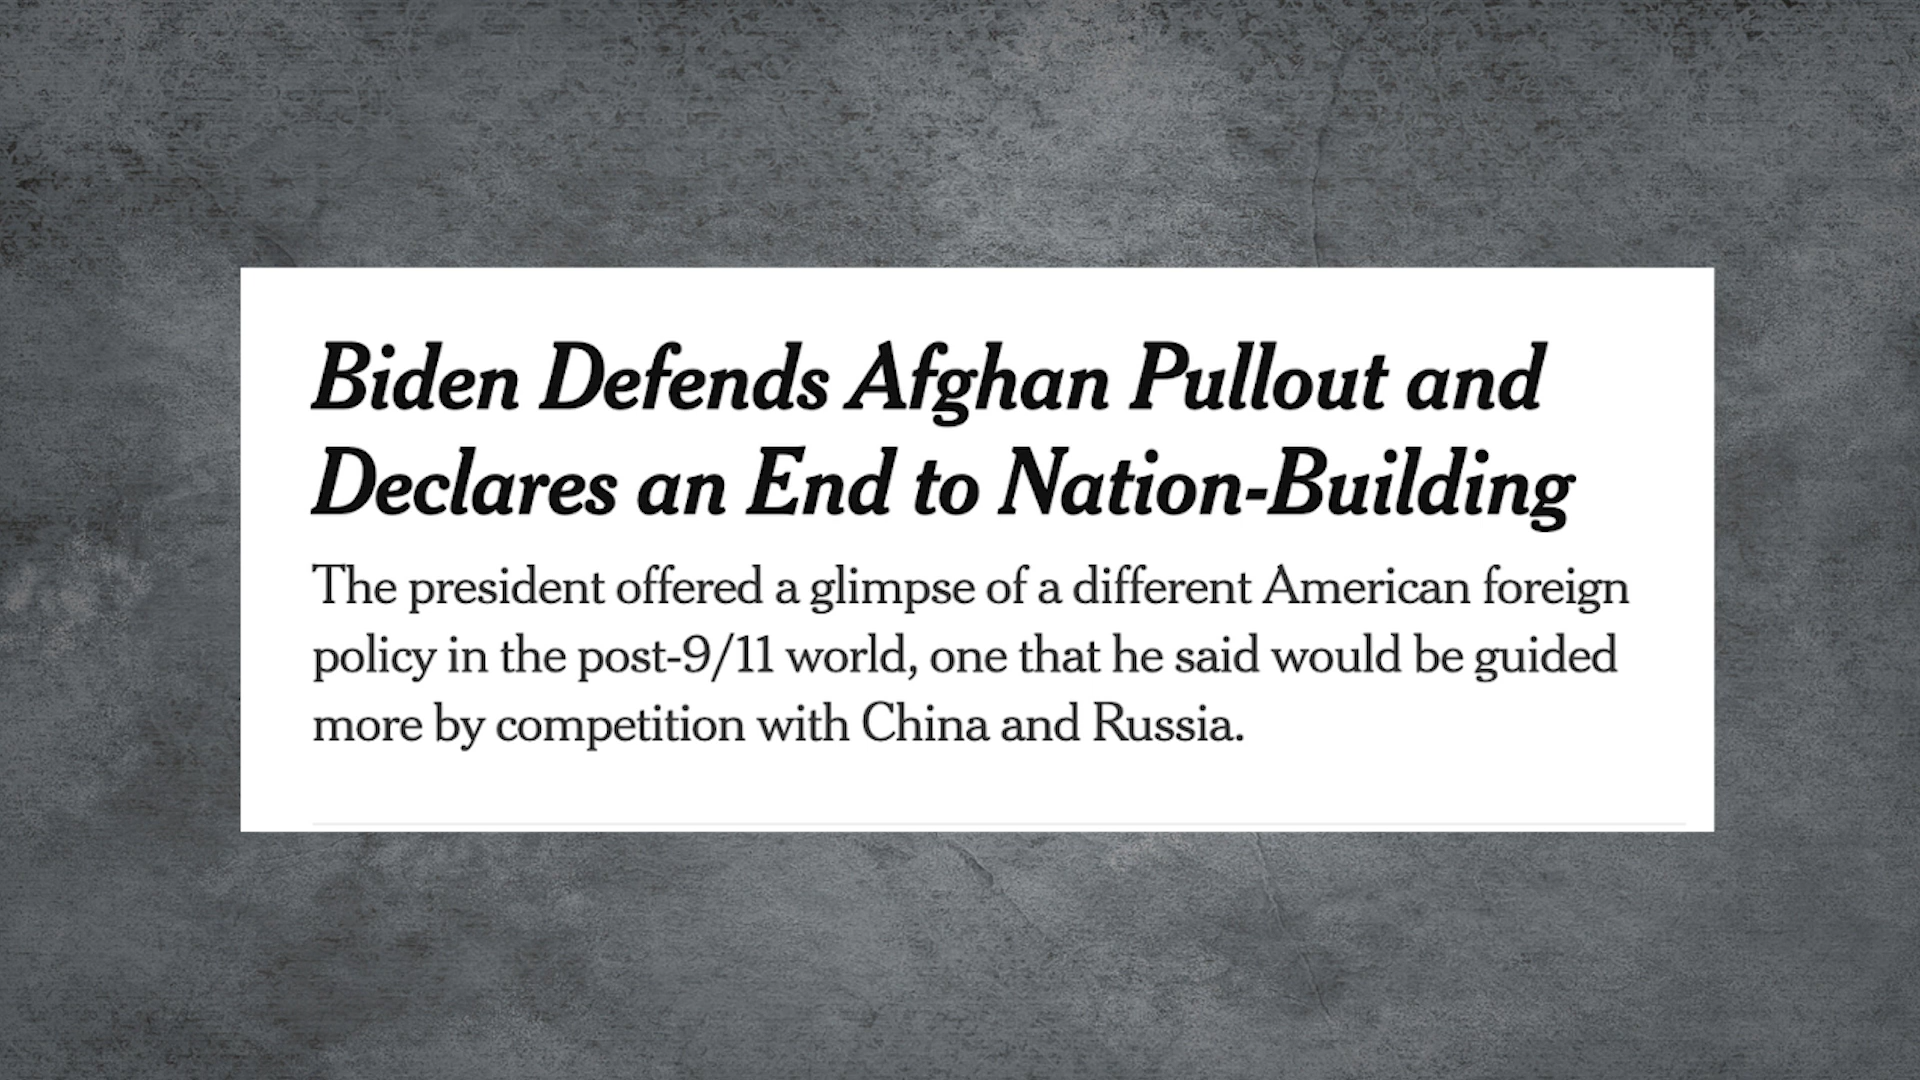 Biden Defends Afghan Pullout and
Declares an End to Nation-Building
The president offered a glimpse of a different American foreign
policy in the post-9/11 world, one that he said would be guided
more by competition with China and Russia.